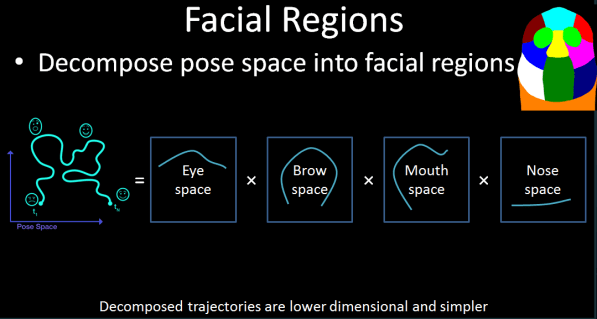 Facial Regions
• Decompose pose space into facial regions
t₁
tN
Pose Space
=
Eye space
×
Brow space
×
Mouth space
×
Nose space
Decomposed trajectories are lower dimensional and simpler